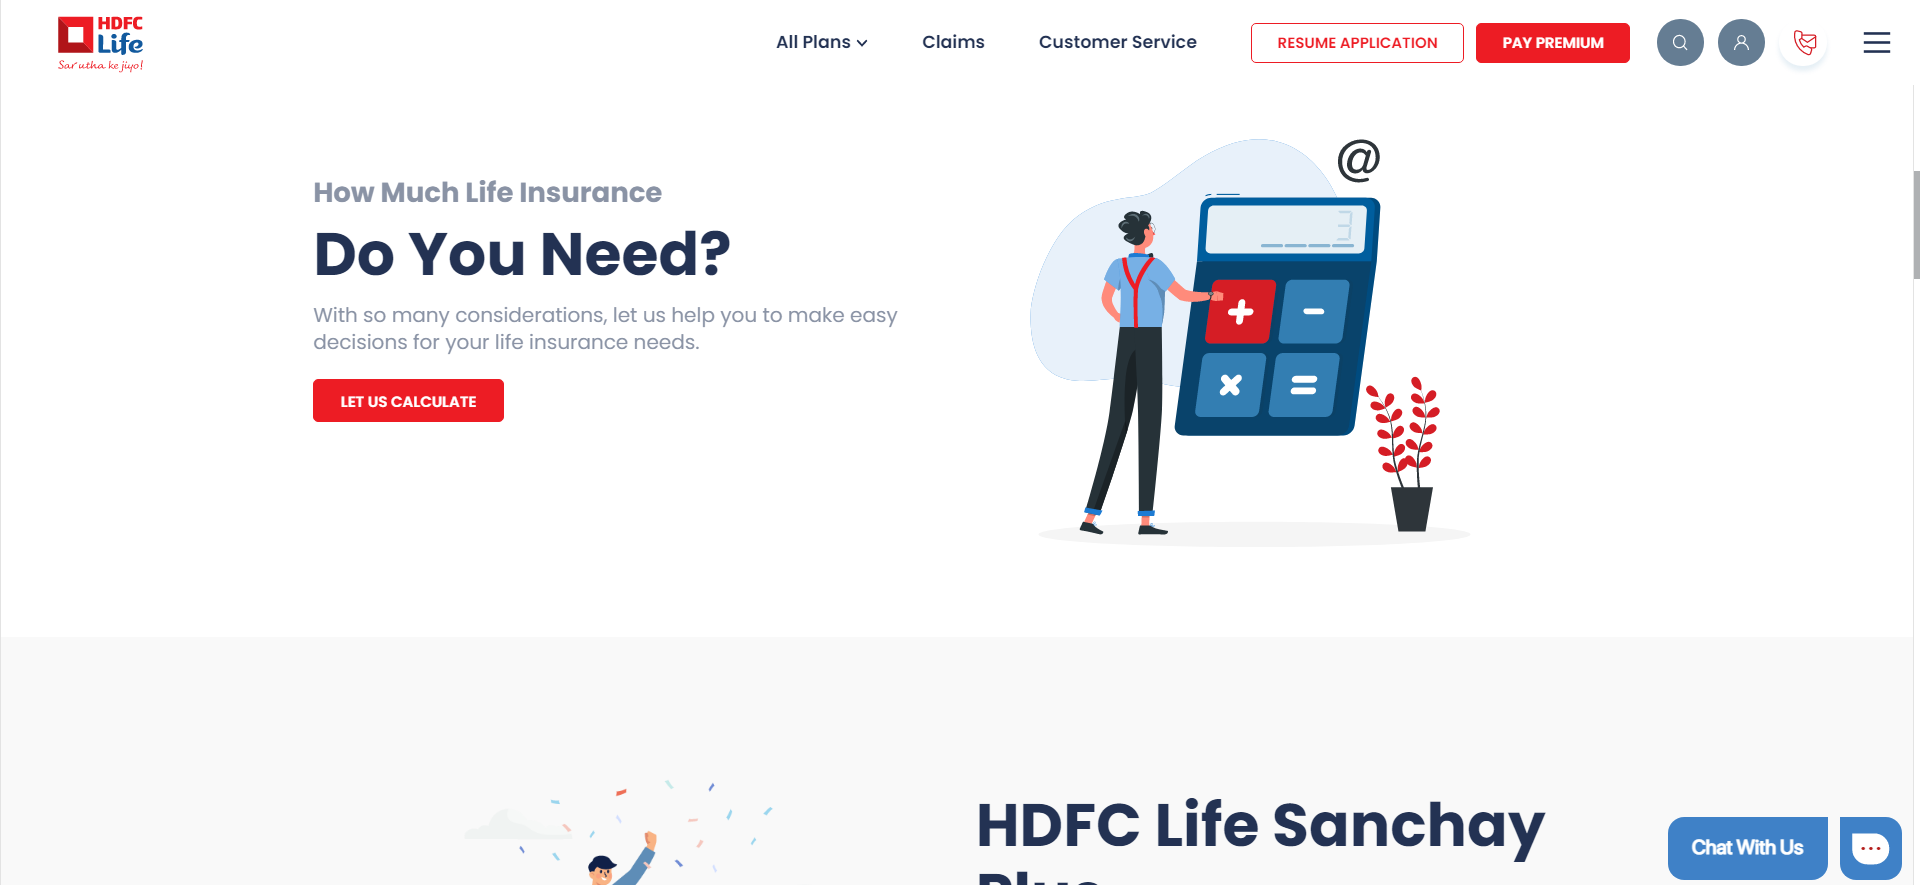 HDFC
Life
Sar utha ke jiyo!
All Plans
Claims
Customer Service
RESUME APPLICATION
PAY PREMIUM
How Much Life Insurance
Do You Need?
With so many considerations, let us help you to make easy
decisions for your life insurance needs.
LET US CALCULATE
@
3
+
-
×
=
HDFC Life Sanchay
Plus
Chat With Us